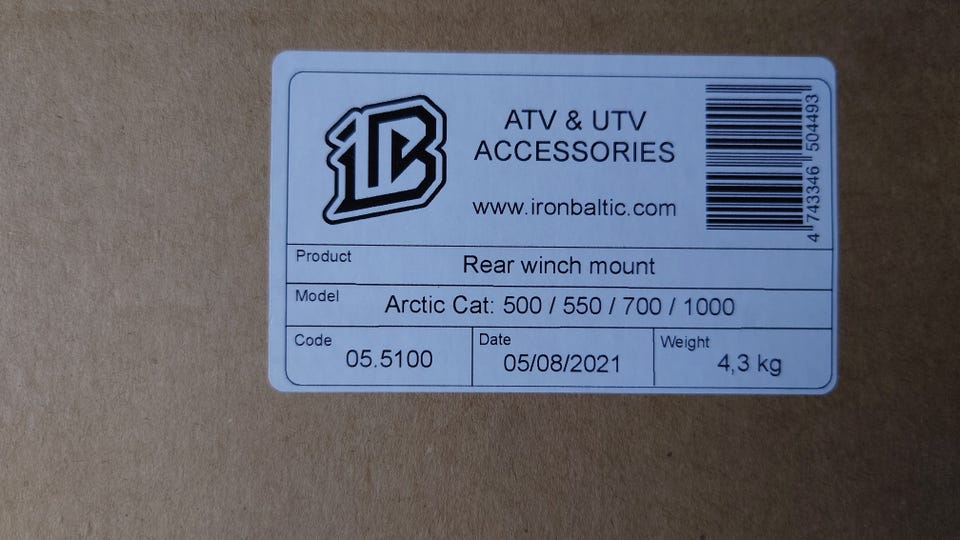 iB
ATV & UTV
ACCESSORIES
www.ironbaltic.com
4 743346 504493
Product
Rear winch mount
Model
Arctic Cat: 500 / 550 / 700 / 1000
Code
05.5100
Date
05/08/2021
Weight
4,3 kg